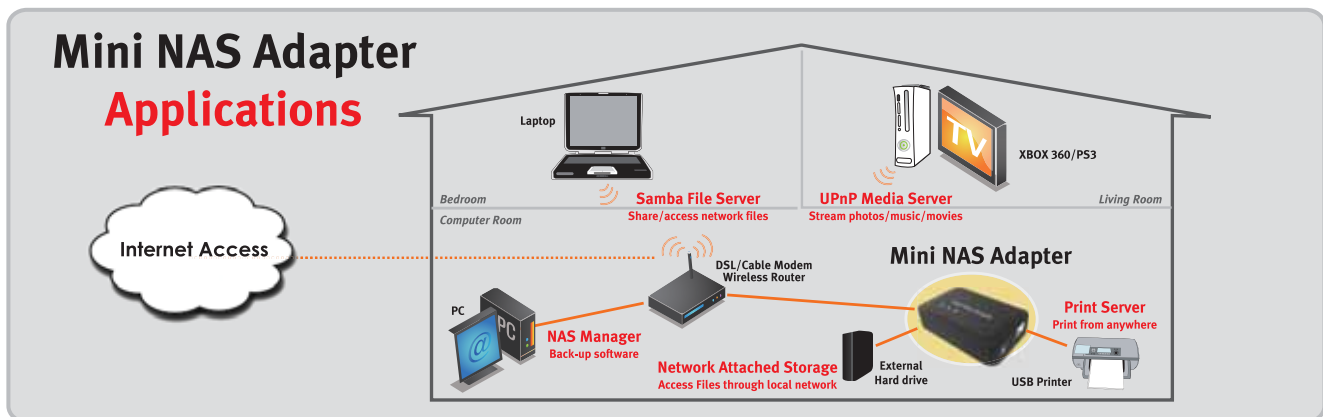 Mini NAS Adapter
Applications
Laptop
TV
XBOX 360/PS3
Bedroom
Samba File Server
Share/access network files
UPnP Media Server
Stream photos/music/movies
Living Room
Computer Room
Internet Access
DSL/Cable Modem
Wireless Router
Mini NAS Adapter
PC
PC
@
NAS Manager
Back-up software
Print Server
Print from anywhere
Network Attached Storage
Access Files through local network
External
Hard drive
USB Printer